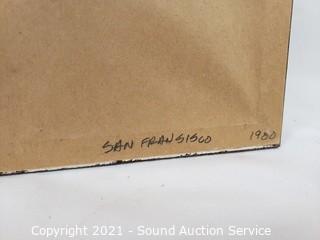 SAN FRANSISCO 1980
Copyright 2021 - Sound Auction Service